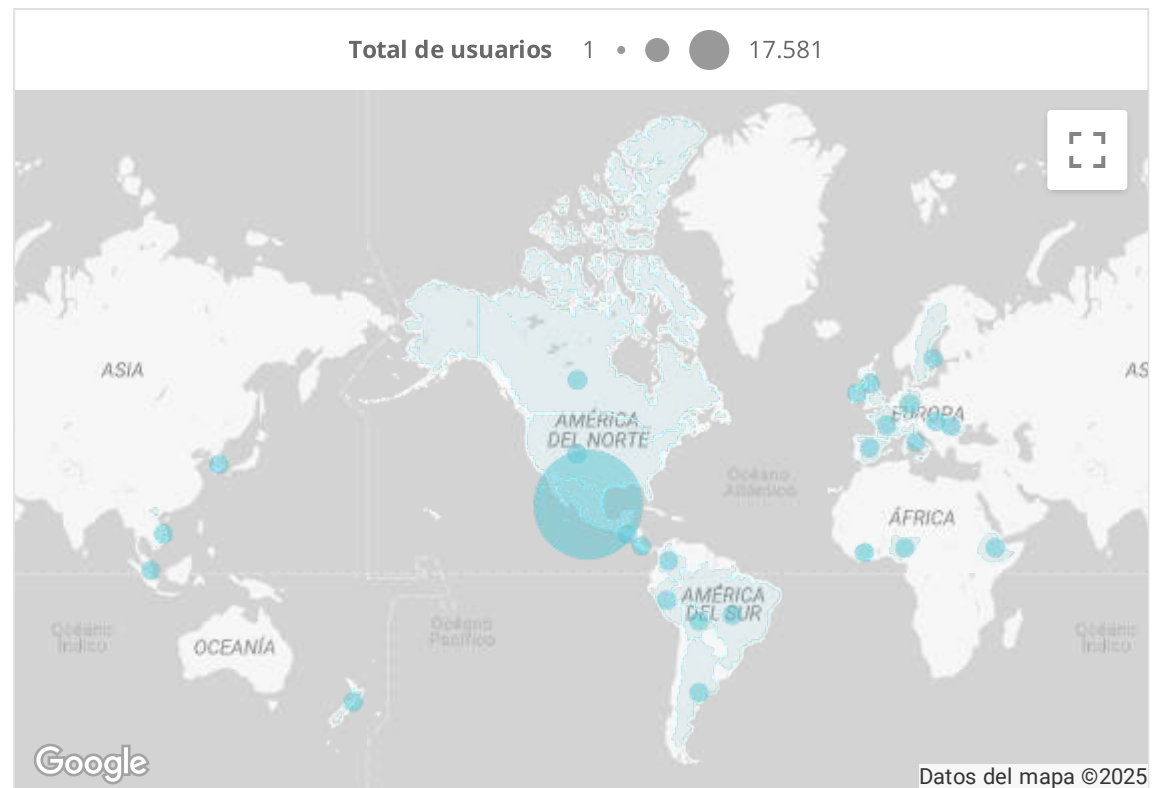 Total de usuarios 1 17.581
ASIA
AS
AMÉRICA
DEL NORTE
EUROPA
Océano
Atlántico
ÁFRICA
AMÉRICA
DEL SUR
Océano
Índico
OCEANÍA
Océano
Pacífico
Océano
Índico
Google
Datos del mapa ©2025